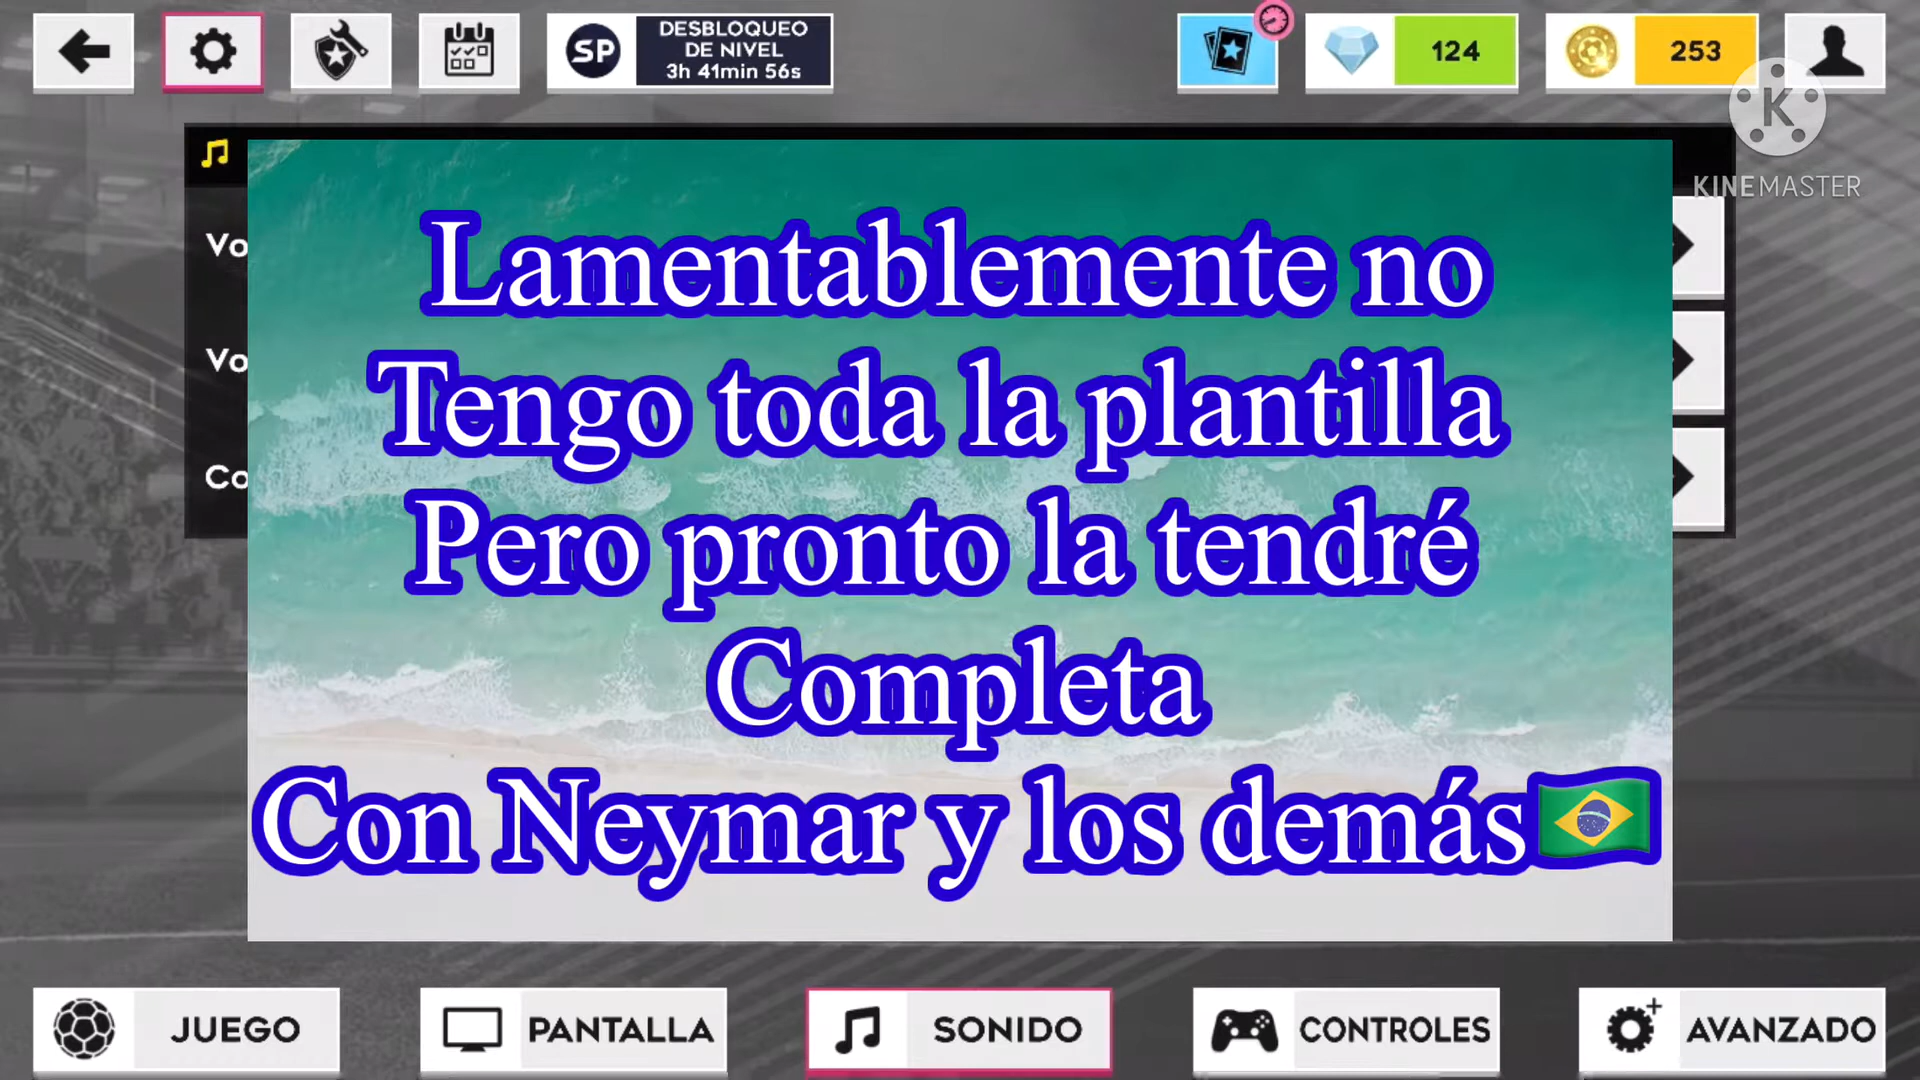 SP
DESBLOQUEO
DE NIVEL
3h 41min 56s
124
253
K
KINEMASTER
Vo
Vo
Co
Lamentablemente no
Tengo toda la plantilla
Pero pronto la tendré
Completa
Con Neymar y los demás🇧🇷
JUEGO
PANTALLA
SONIDO
CONTROLES
AVANZADO